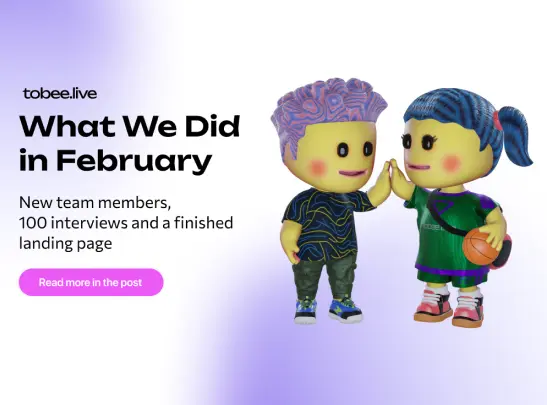 tobee.live
What We Did
in February
New team members,
100 interviews and a finished
landing page
Read more in the post